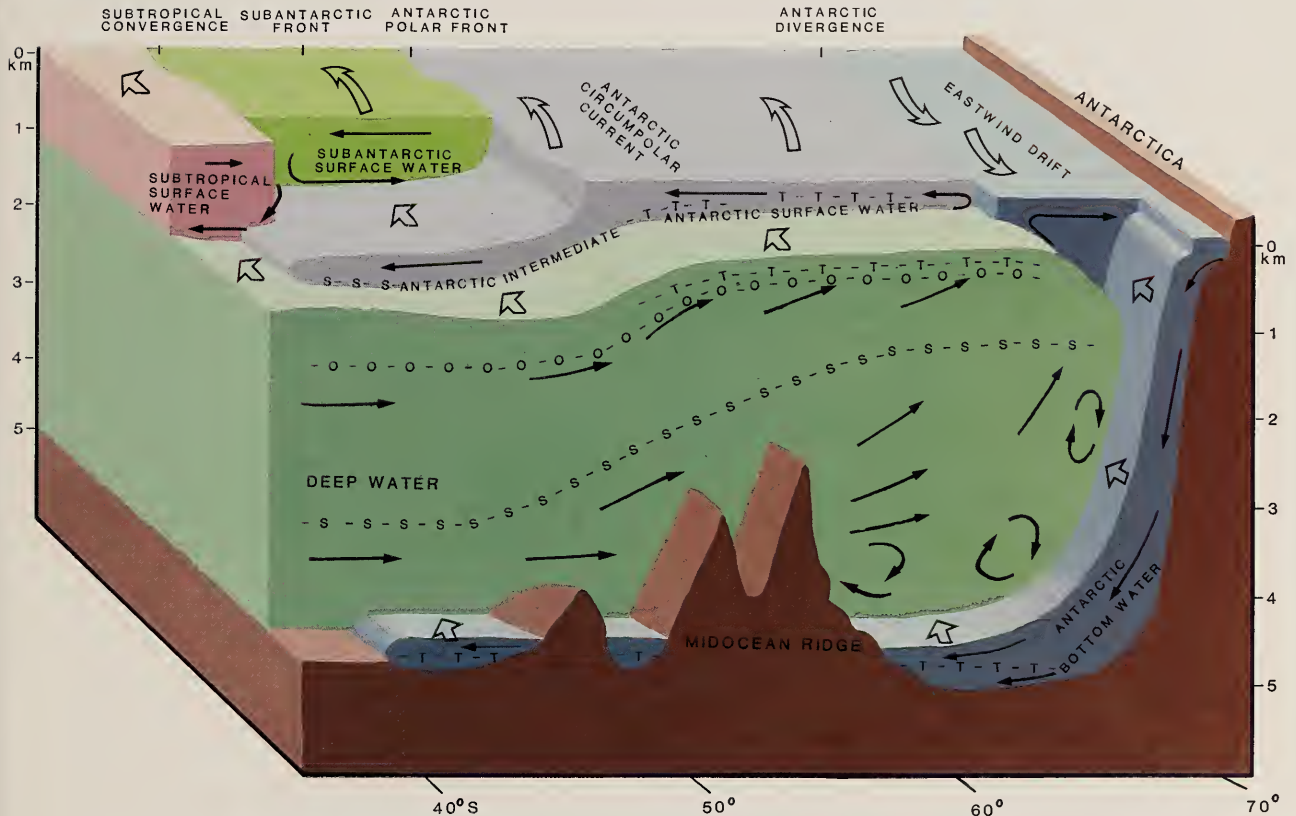 SUBTROPICAL
CONVERGENCE
SUBANTARCTIC
FRONT
ANTARCTIC
POLAR FRONT
ANTARCTIC
DIVERGENCE
0
km
1
2
3
4
5
ANTARCTIC
CIRCUMPOLAR
CURRENT
EASTWIND DRIFT
ANTARCTICA
SUBANTARCTIC
SURFACE WATER
SUBTROPICAL
SURFACE
WATER
T - T - T - T - T -
T - T -
ANTARCTIC SURFACE WATER
S - S - S - ANTARCTIC INTERMEDIATE
- T - T - T - T - T - T - T -
- O - O - O - O - O - O - O - O - O - O - O - O - O - O - O - O
- S - S - S - S - S - S - S - S - S - S - S - S - S - S - S - S - S - S - S - S -
DEEP WATER
MIDOCEAN RIDGE
T - T - T
T
- T - T - T - T -
ANTARCTIC
BOTTOM WATER
0
km
1
2
3
4
5
40°S
50°
60°
70°